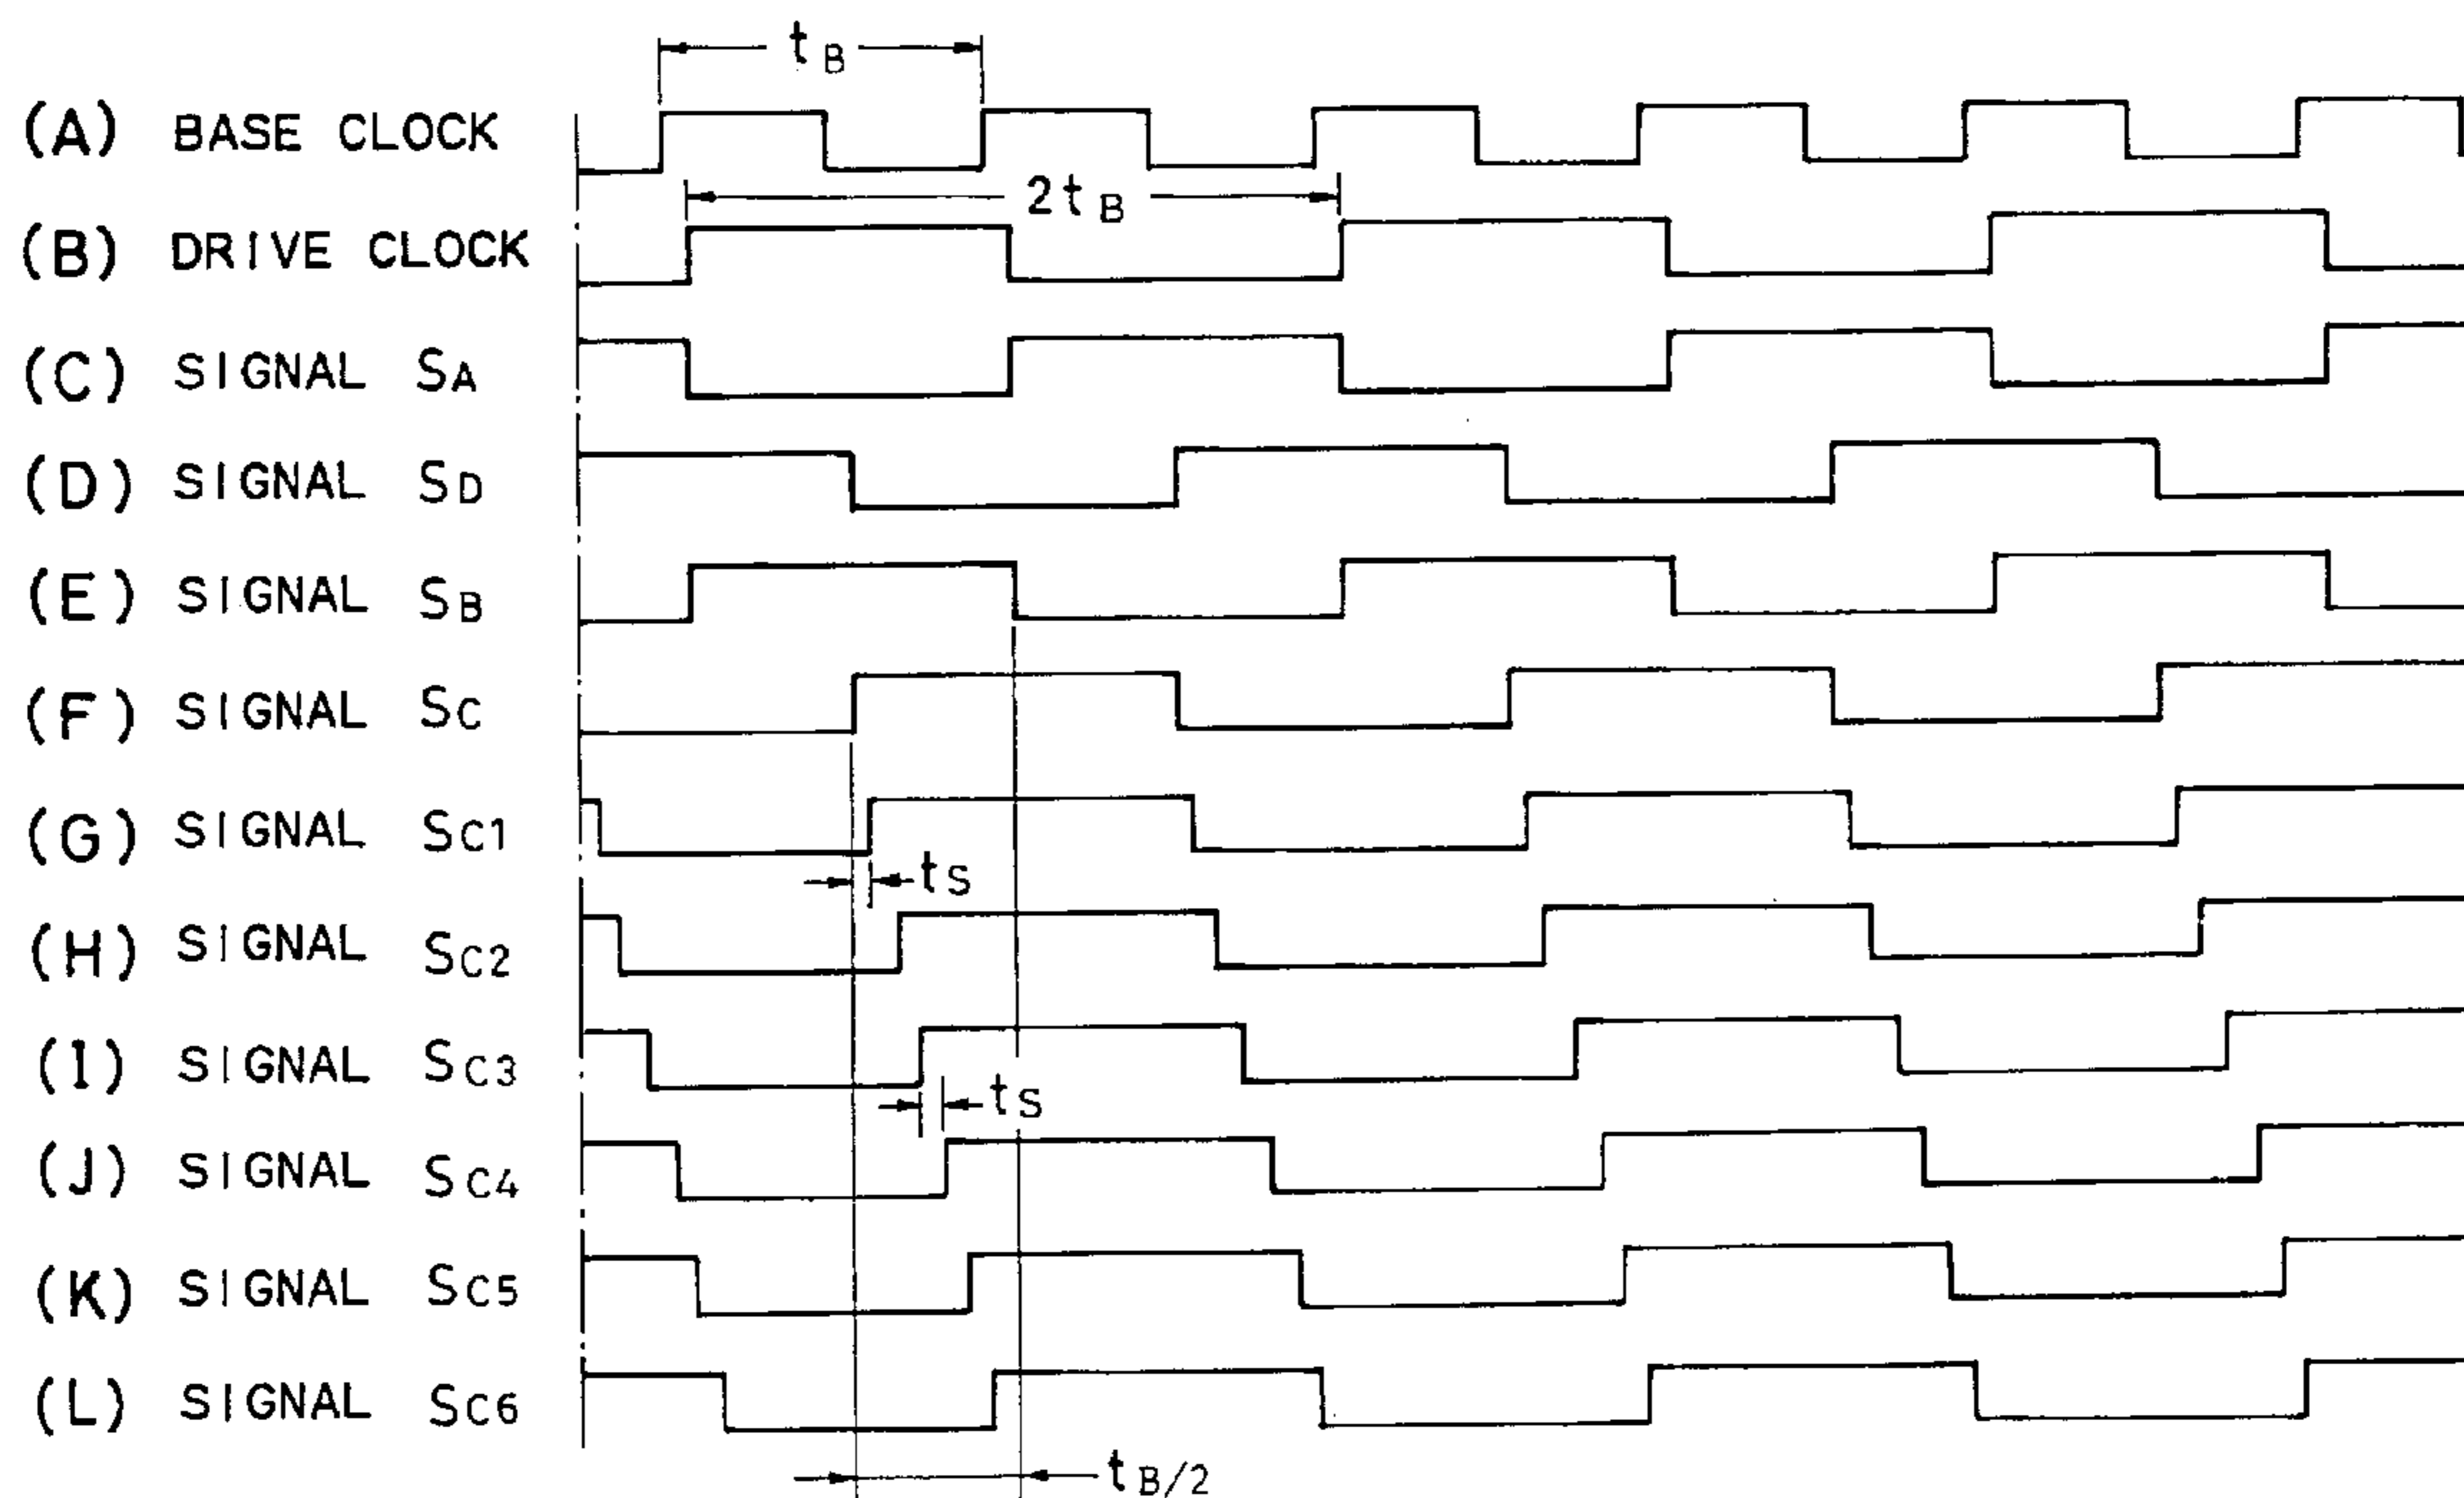 tB
(A) BASE CLOCK
2tB
(B) DRIVE CLOCK
(C) SIGNAL SA
(D) SIGNAL SD
(E) SIGNAL SB
(F) SIGNAL SC
(G) SIGNAL SC1
tS
(H) SIGNAL SC2
(I) SIGNAL SC3
tS
(J) SIGNAL SC4
(K) SIGNAL SC5
(L) SIGNAL SC6
tB/2